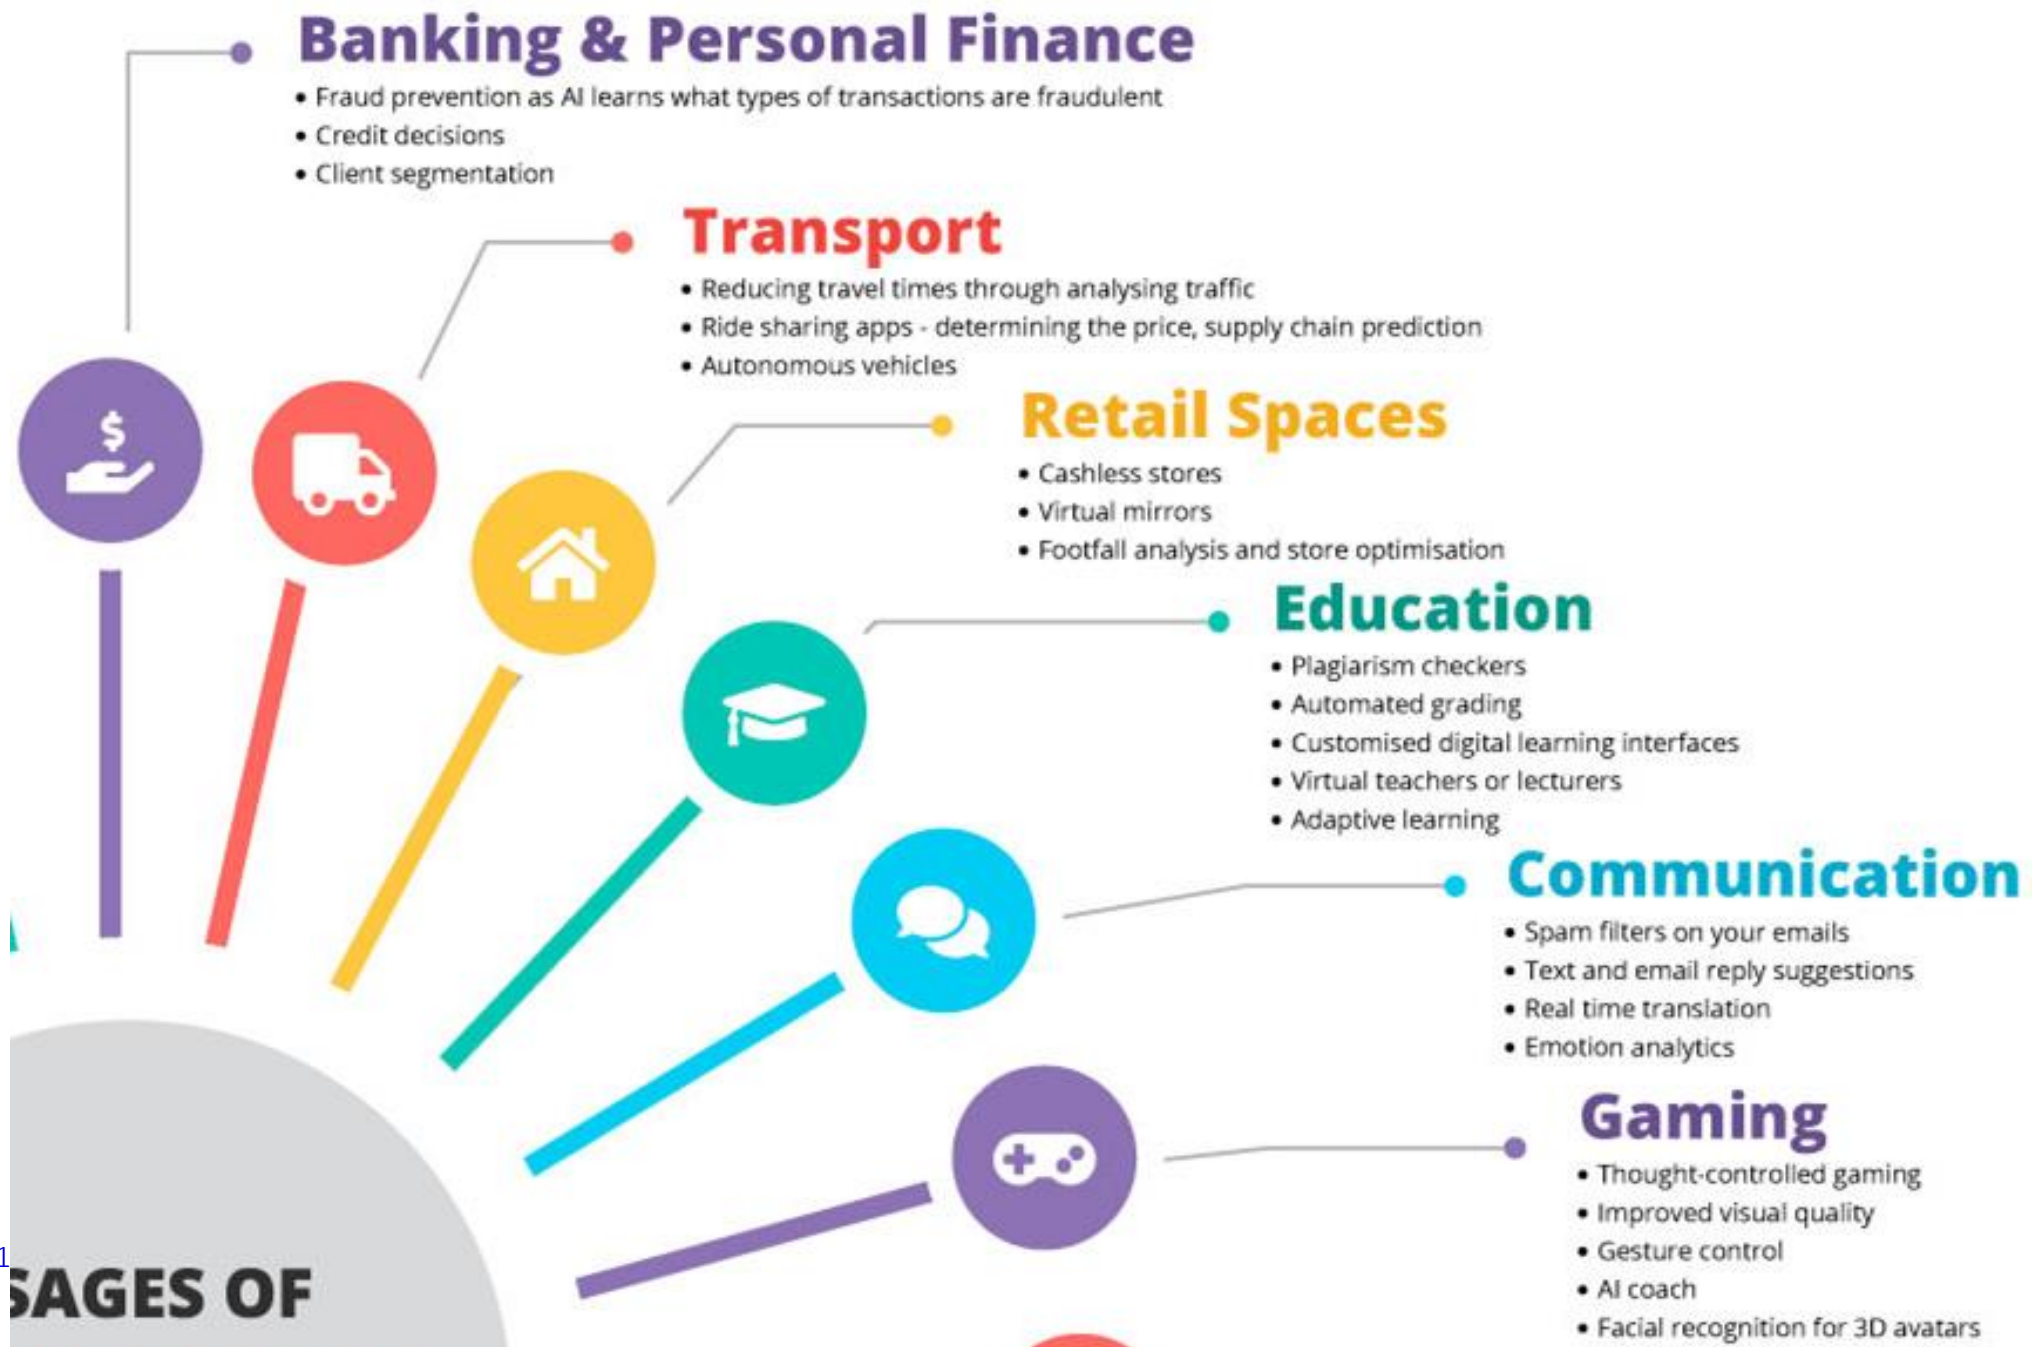 Banking & Personal Finance
• Fraud prevention as AI learns what types of transactions are fraudulent
• Credit decisions
• Client segmentation
Transport
• Reducing travel times through analysing traffic
• Ride sharing apps - determining the price, supply chain prediction
• Autonomous vehicles
Retail Spaces
• Cashless stores
• Virtual mirrors
• Footfall analysis and store optimisation
Education
• Plagiarism checkers
• Automated grading
• Customised digital learning interfaces
• Virtual teachers or lecturers
• Adaptive learning
Communication
• Spam filters on your emails
• Text and email reply suggestions
• Real time translation
• Emotion analytics
Gaming
• Thought-controlled gaming
• Improved visual quality
• Gesture control
• AI coach
• Facial recognition for 3D avatars
$
1
SAGES OF